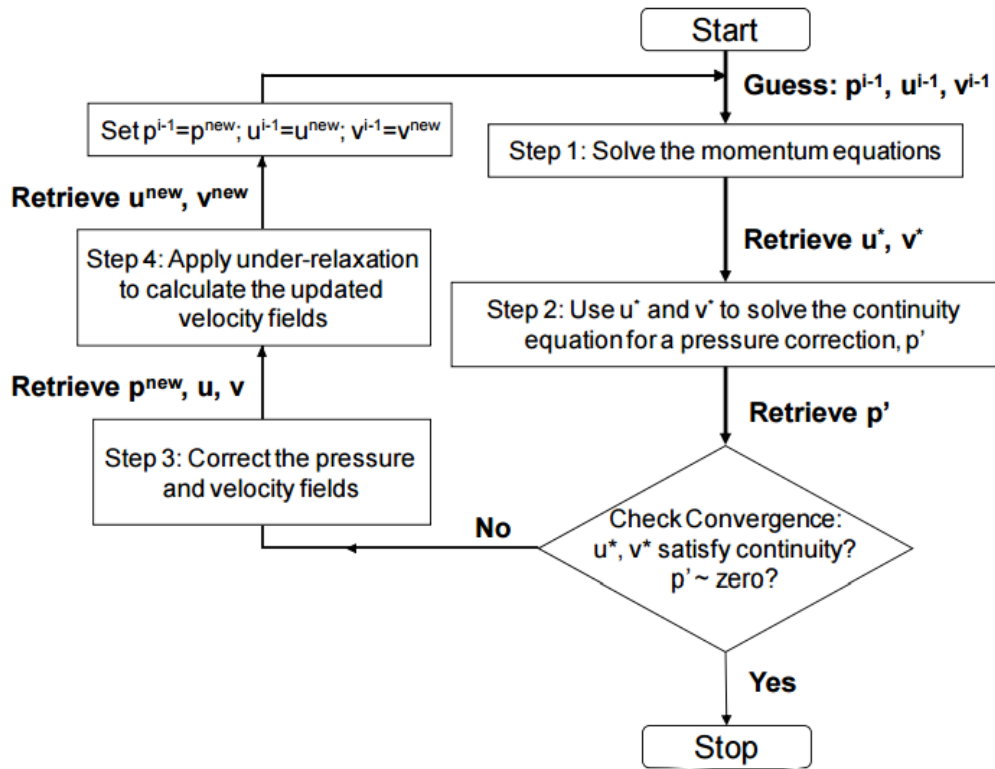 Start
Guess: pⁱ⁻¹, uⁱ⁻¹, vⁱ⁻¹
Step 1: Solve the momentum equations
Retrieve u*, v*
Step 2: Use u* and v* to solve the continuity
equation for a pressure correction, p’
Retrieve p’
Check Convergence:
u*, v* satisfy continuity?
p’ ~ zero?
Yes
Stop
No
Step 3: Correct the pressure
and velocity fields
Retrieve pⁿᵉʷ, u, v
Step 4: Apply under-relaxation
to calculate the updated
velocity fields
Retrieve uⁿᵉʷ, vⁿᵉʷ
Set pⁱ⁻¹=pⁿᵉʷ; uⁱ⁻¹=uⁿᵉʷ; vⁱ⁻¹=vⁿᵉʷ